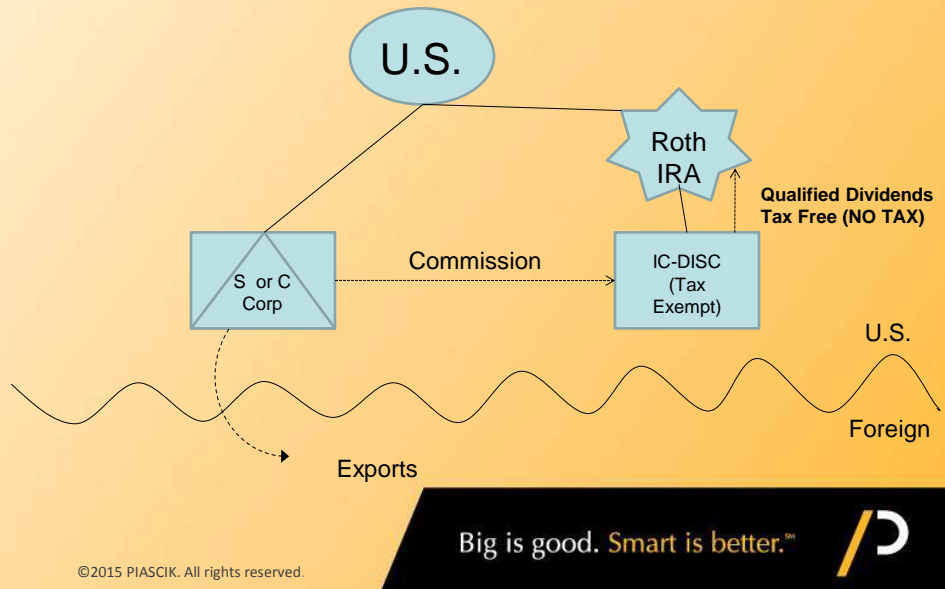 U.S.
Roth
IRA
Qualified Dividends
Tax Free (NO TAX)
S or C
Corp
Commission
IC-DISC
(Tax
Exempt)
U.S.
Foreign
Exports
Big is good. Smart is better.℠
©2015 PIASCIK. All rights reserved.